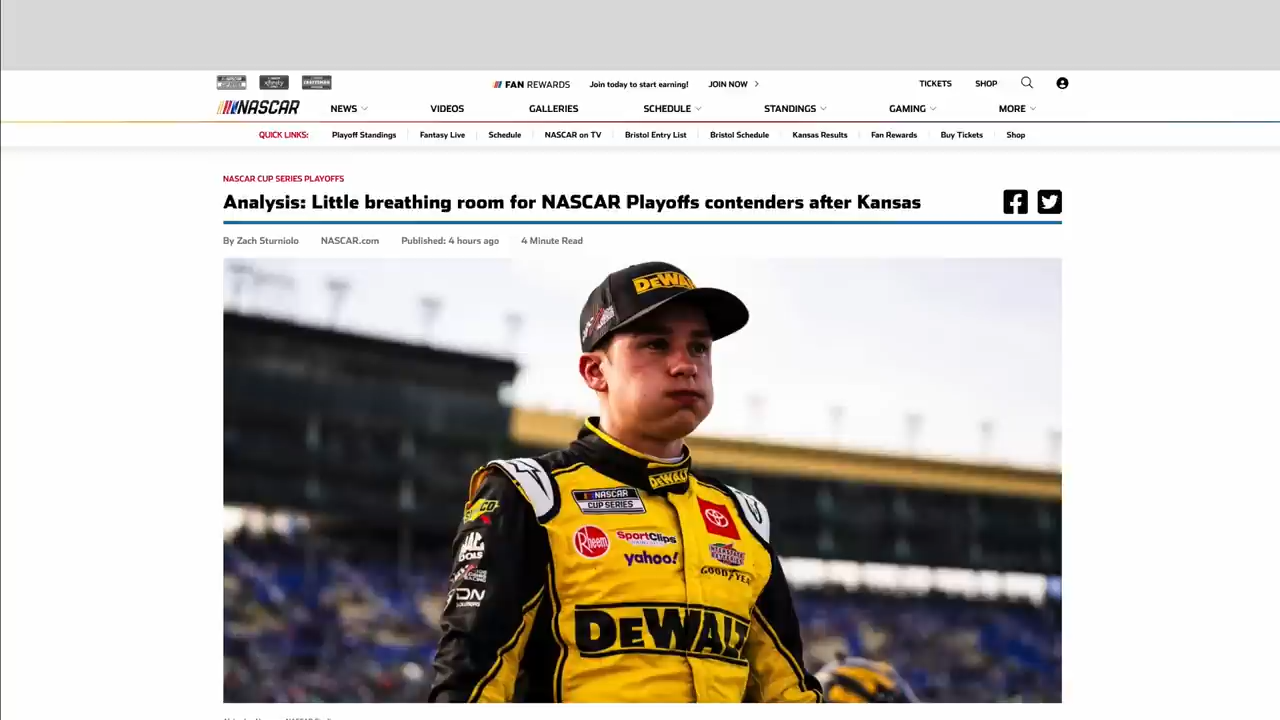 FAN REWARDS Join today to start earning! JOIN NOW
TICKETS SHOP
NASCAR NEWS VIDEOS GALLERIES SCHEDULE STANDINGS GAMING MORE
QUICK LINKS: Playoff Standings Fantasy Live Schedule NASCAR on TV Bristol Entry List Bristol Schedule Kansas Results Fan Rewards Buy Tickets Shop
NASCAR CUP SERIES PLAYOFFS
Analysis: Little breathing room for NASCAR Playoffs contenders after Kansas
By Zach Sturniolo NASCAR.com Published: 4 hours ago 4 Minute Read
DEWALT
DEWALT
NASCAR
CUP SERIES
Rheem
SportClips
yahoo!
INTERSTATE
BATTERIES
GOODYEAR
DEWALT